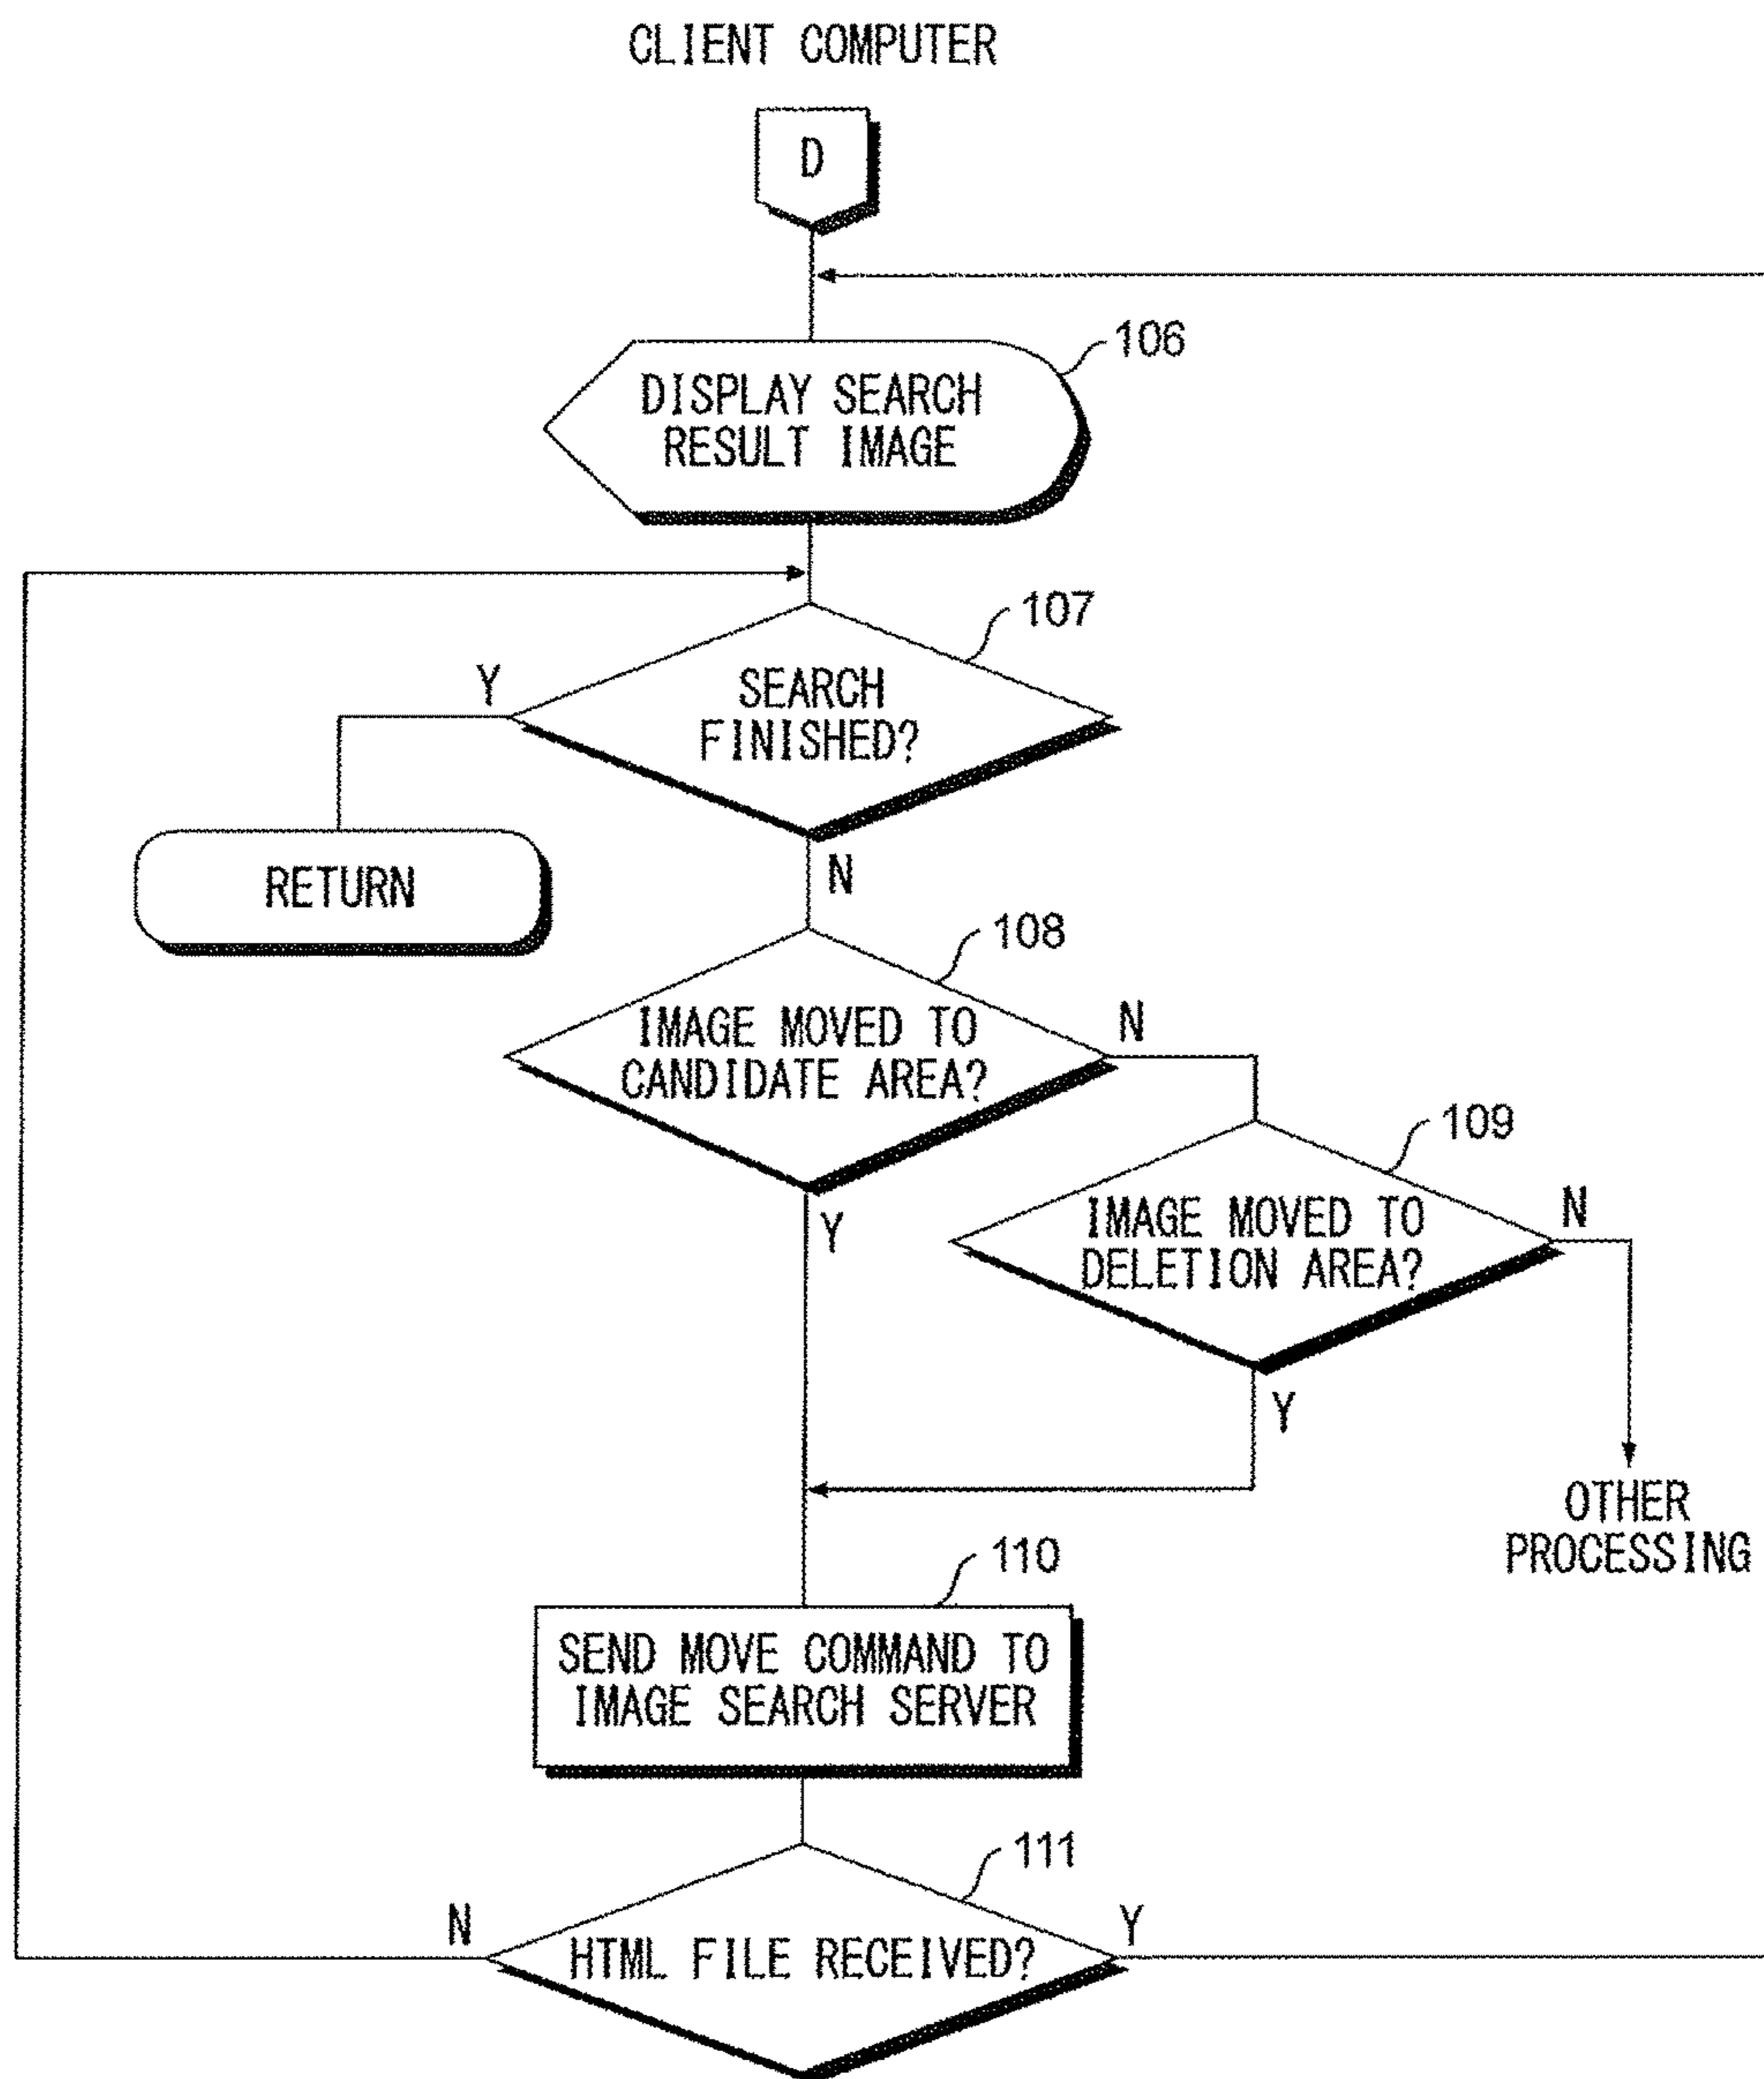 CLIENT COMPUTER
D
106
DISPLAY SEARCH
RESULT IMAGE
107
Y
SEARCH
FINISHED?
RETURN
N
108
IMAGE MOVED TO
CANDIDATE AREA?
N
109
Y
IMAGE MOVED TO
DELETION AREA?
N
Y
OTHER
PROCESSING
110
SEND MOVE COMMAND TO
IMAGE SEARCH SERVER
111
N
HTML FILE RECEIVED?
Y